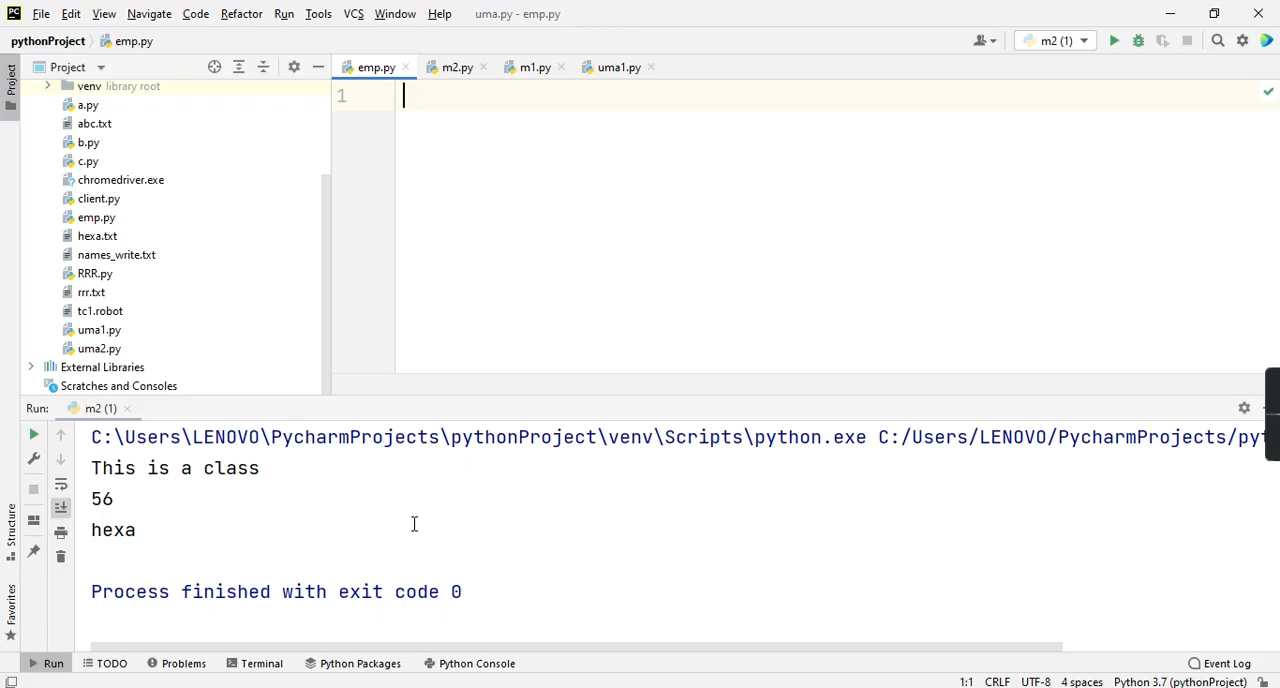 PC File Edit View Navigate Code Refactor Run Tools VCS Window Help uma.py - emp.py
pythonProject emp.py m2 (1)
Project Project emp.py m2.py m1.py uma1.py
venv library root
1
a.py
abc.txt
b.py
c.py
chromedriver.exe
client.py
emp.py
hexa.txt
names_write.txt
RRR.py
rrr.txt
tc1.robot
uma1.py
uma2.py
External Libraries
Scratches and Consoles
Run: m2 (1)
C:\Users\LENOVO\PycharmProjects\pythonProject\venv\Scripts\python.exe C:/Users/LENOVO/PycharmProjects/pyt
This is a class
56
hexa
Process finished with exit code 0
Structure
Favorites
Run TODO Problems Terminal Python Packages Python Console Event Log
1:1 CRLF UTF-8 4 spaces Python 3.7 (pythonProject)